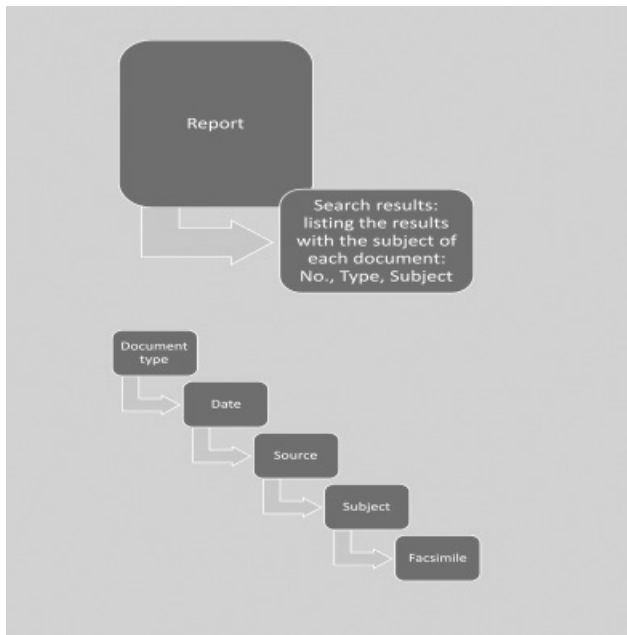 Report
Search results:
listing the results
with the subject of
each document:
No., Type, Subject
Document
type
Date
Source
Subject
Facsimile